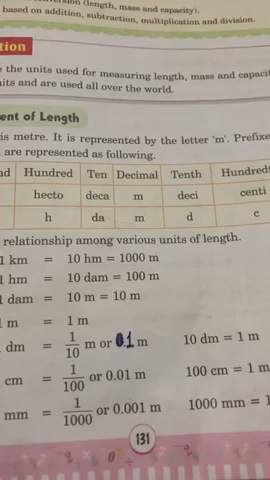 (length, mass and capacity).
based on addition, subtraction, multiplication and division.
tion
the units used for measuring length, mass and capacit
its and are used all over the world.
ent of Length
is metre. It is represented by the letter 'm'. Prefixe
are represented as following.
nd Hundred Ten Decimal Tenth Hundredt
hecto deca m deci centi
h da m d c
relationship among various units of length.
1 km = 10 hm = 1000 m
1 hm = 10 dam = 100 m
1 dam = 10 m = 10 m
1 m = 1 m
dm = 1/10 m or 0.1 m 10 dm = 1 m
cm = 1/100 or 0.01 m 100 cm = 1 m
mm = 1/1000 or 0.001 m 1000 mm = 1
131